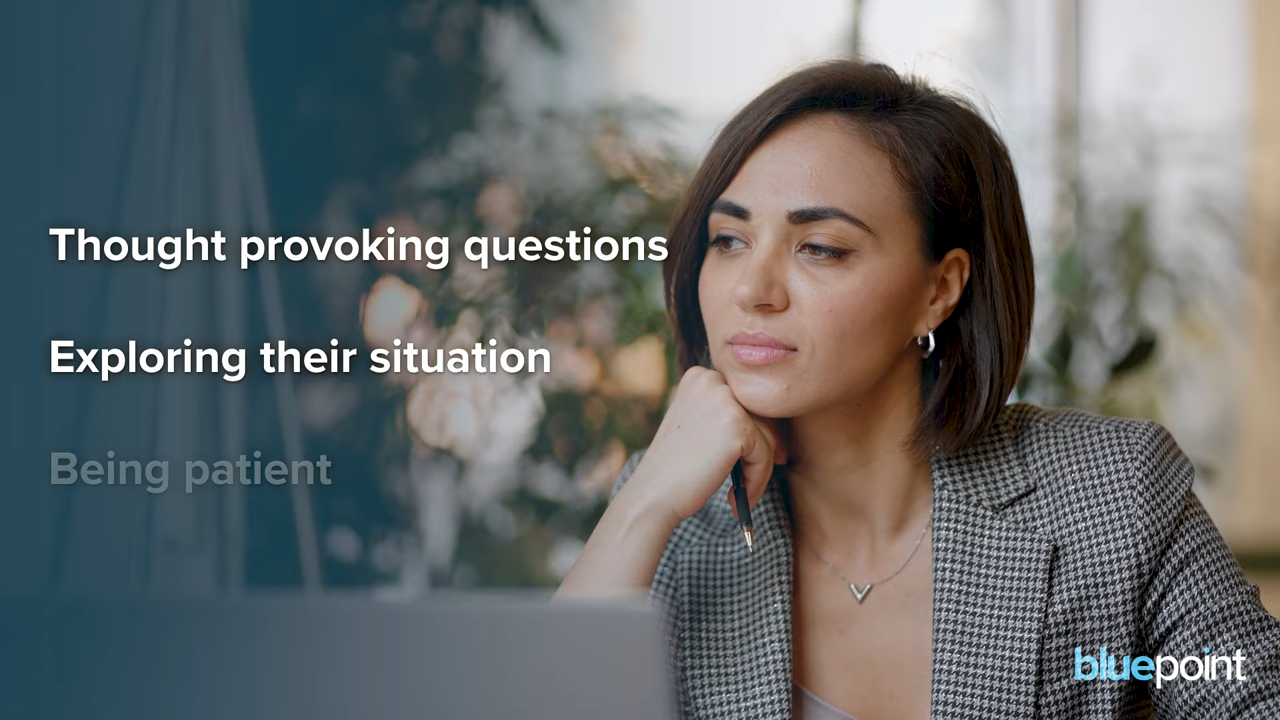 Thought provoking questions
Exploring their situation
Being patient
bluepoint